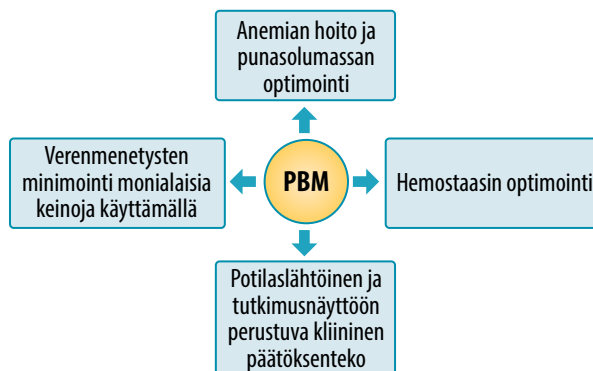 Anemian hoito ja
punasolumassan
optimointi
Verenmenetysten
minimointi monialaisia
keinoja käyttämällä
PBM
Hemostaasin optimointi
Potilaslähtöinen ja
tutkimusnäyttöön
perustuva kliininen
päätöksenteko